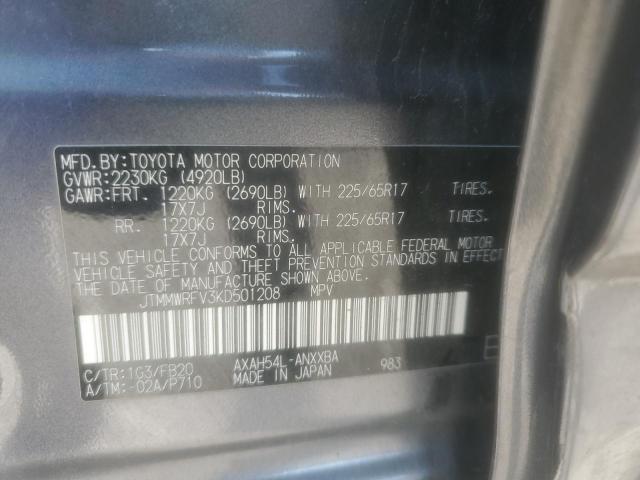 MFD.BY:TOYOTA MOTOR CORPORATION
GVWR:2230KG (4920LB)
GAWR:FRT. 1220KG (2690LB) WITH 225/65R17 TIRES.
17X7J RIMS.
RR. 1220KG (2690LB) WITH 225/65R17 TIRES.
17X7J RIMS.
THIS VEHICLE CONFORMS TO ALL APPLICABLE FEDERAL MOTOR
VEHICLE SAFETY AND THEFT PREVENTION STANDARDS IN EFFECT
ON THE DATE OF MANUFACTURE SHOWN ABOVE.
JTMMWRFV3KD501208 MPV
C/TR:1G3/FB20 AXAH54L-ANXXBA 983
A/TM:-02A/P710 MADE IN JAPAN